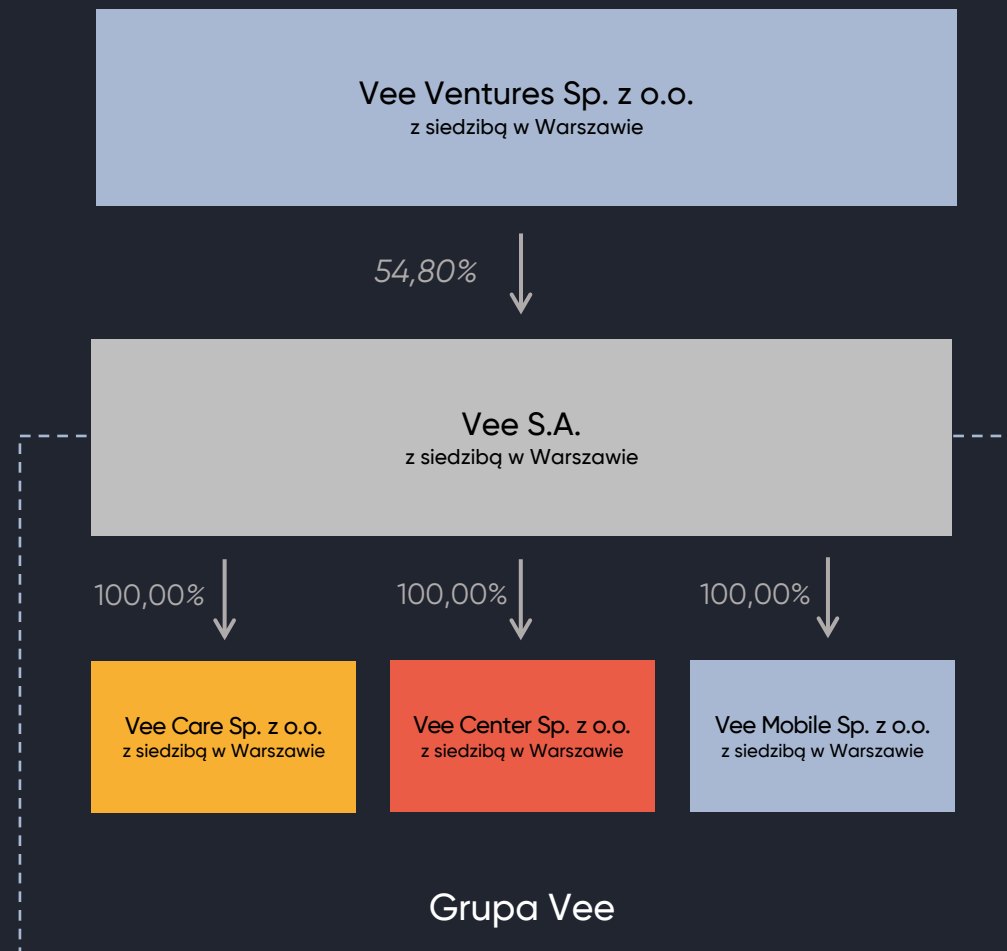 Vee Ventures Sp. z o.o.
z siedzibą w Warszawie
54,80%
Vee S.A.
z siedzibą w Warszawie
100,00%
100,00%
100,00%
Vee Care Sp. z o.o.
z siedzibą w Warszawie
Vee Center Sp. z o.o.
z siedzibą w Warszawie
Vee Mobile Sp. z o.o.
z siedzibą w Warszawie
Grupa Vee